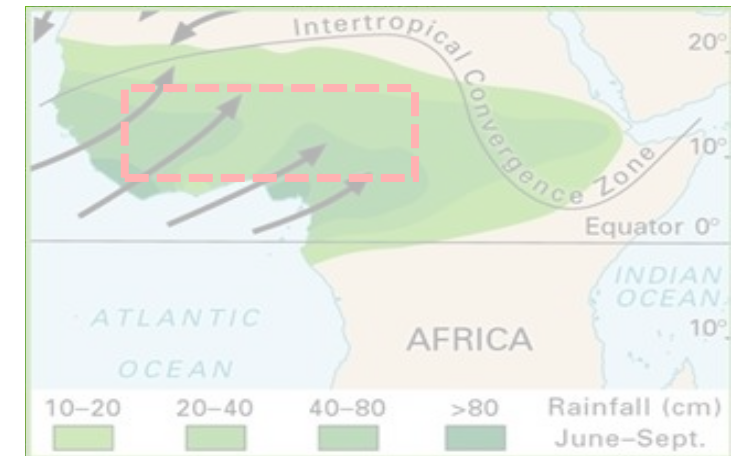 Intertropical Convergence Zone
20°
10°
Equator 0°
INDIAN
OCEAN
ATLANTIC
OCEAN
AFRICA
10°
10–20 20–40 40–80 >80 Rainfall (cm)
June–Sept.